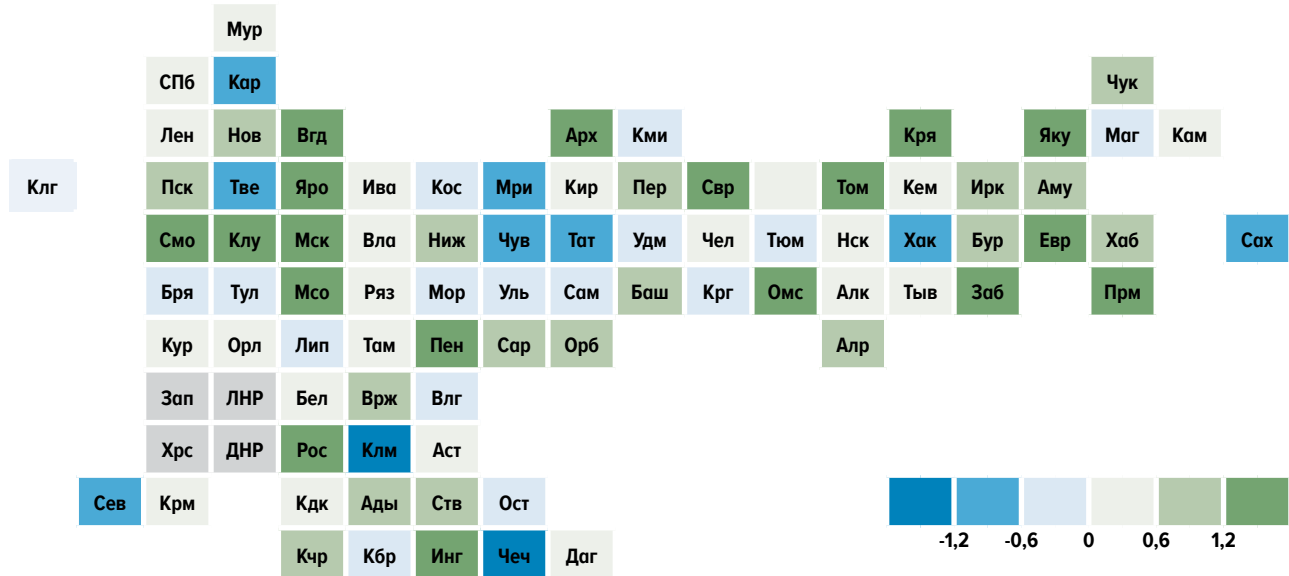 Мур
СПб Кар Чук
Лен Нов Вгд Арх Кми Кря Яку Маг Кам
Клг Пск Тве Яро Ива Кос Мри Кир Пер Свр Том Кем Ирк Аму
Смо Клу Мск Вла Ниж Чув Тат Удм Чел Тюм Нск Хак Бур Евр Хаб Сах
Бря Тул Мсо Ряз Мор Уль Сам Баш Крг Омс Алк Тыв Заб Прм
Кур Орл Лип Там Пен Сар Орб Алр
Зап ЛНР Бел Врж Влг
Хрс ДНР Рос Клм Аст
Сев Крм Кдк Ады Ств Ост
-1,2 -0,6 0 0,6 1,2
Кчр Кбр Инг Чеч Даг